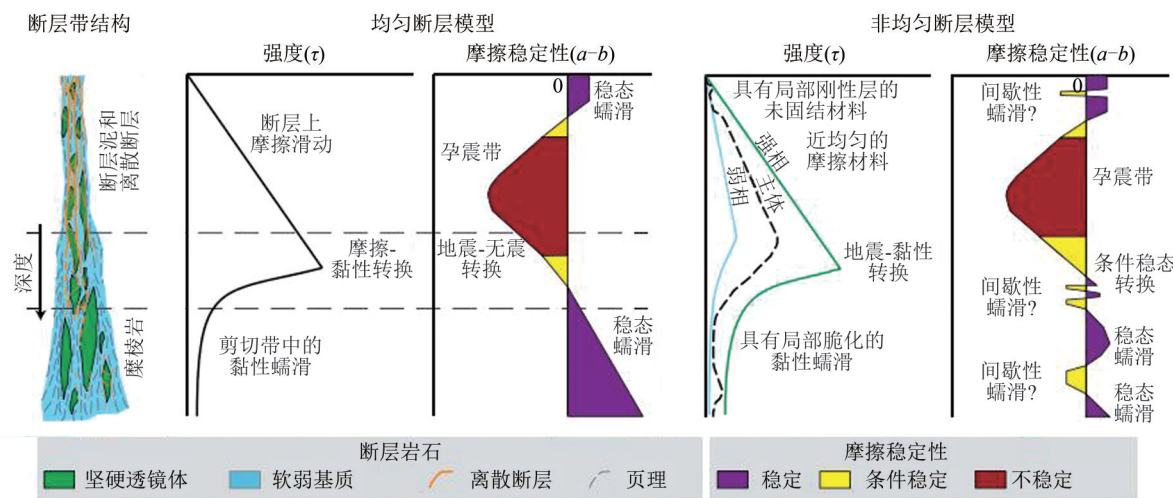 断层带结构
均匀断层模型
非均匀断层模型
强度(τ)
摩擦稳定性(a-b)
强度(τ)
摩擦稳定性(a-b)
断层泥和
离散断层
深度
糜棱岩
断层上
摩擦滑动
摩擦-
黏性转换
剪切带中的
黏性蠕滑
0
稳态
蠕滑
孕震带
地震-无震
转换
稳态
蠕滑
具有局部刚性层的
未固结材料
近均匀的
摩擦材料
强相
主体
弱相
地震-黏性
转换
具有局部脆化的
黏性蠕滑
0
间歇性
蠕滑?
孕震带
条件稳态
转换
间歇性
蠕滑?
稳态
蠕滑
间歇性
蠕滑?
稳态
蠕滑
断层岩石
坚硬透镜体
软弱基质
离散断层
页理
摩擦稳定性
稳定
条件稳定
不稳定